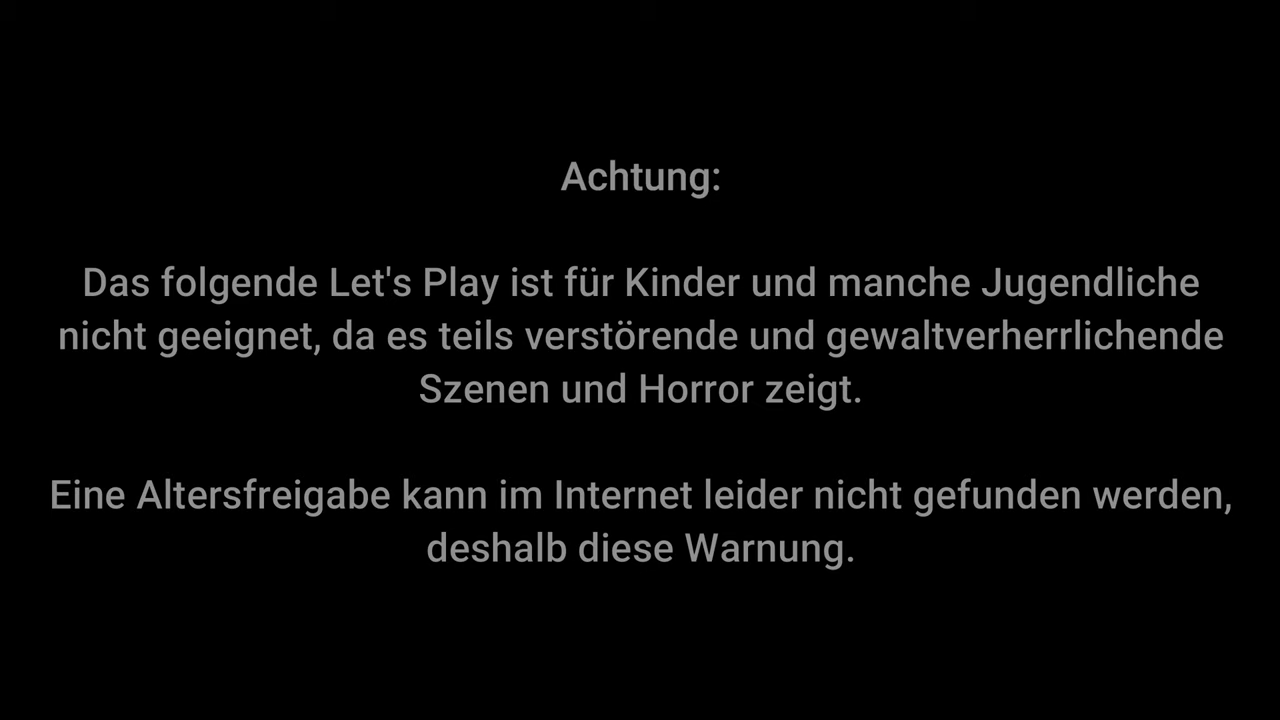 Achtung:
Das folgende Let's Play ist für Kinder und manche Jugendliche
nicht geeignet, da es teils verstörende und gewaltverherrlichende
Szenen und Horror zeigt.
Eine Altersfreigabe kann im Internet leider nicht gefunden werden,
deshalb diese Warnung.